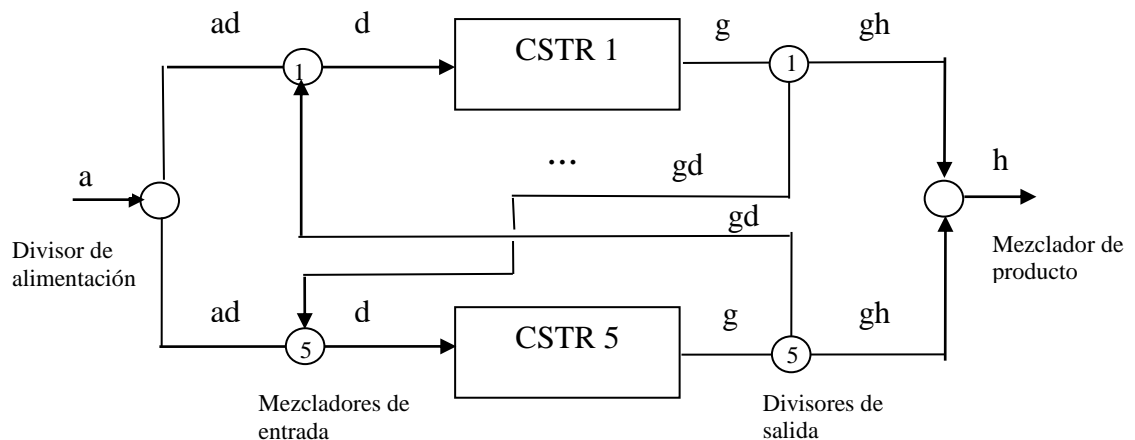 ad
d
CSTR 1
g
gh
1
1
...
gd
a
h
gd
Divisor de
alimentación
Mezclador de
producto
ad
d
CSTR 5
g
gh
5
5
Mezcladores de
entrada
Divisores de
salida